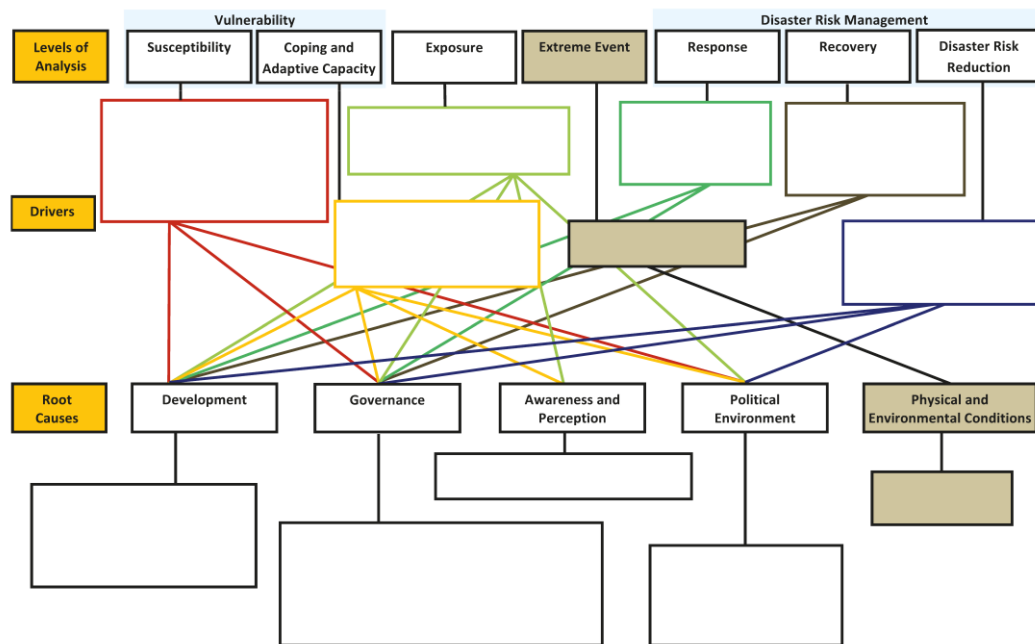 Vulnerability
Disaster Risk Management
Levels of
Analysis
Susceptibility
Coping and
Adaptive Capacity
Exposure
Extreme Event
Response
Recovery
Disaster Risk
Reduction
Drivers
Root
Causes
Development
Governance
Awareness and
Perception
Political
Environment
Physical and
Environmental Conditions